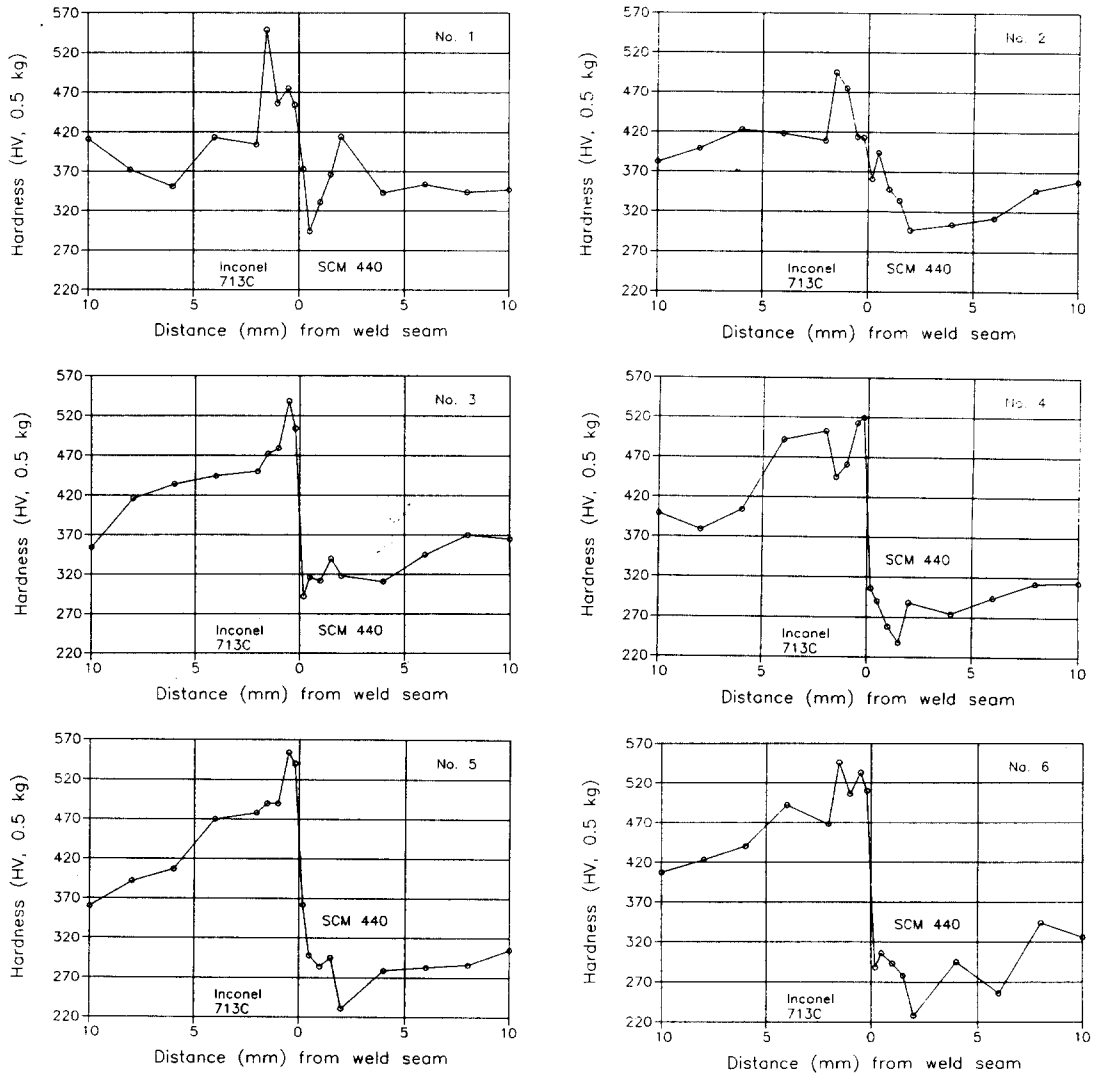 Hardness (HV, 0.5 kg)
570
520
470
420
370
320
270
220
No. 1
Inconel
713C
SCM 440
10 5 0 5 10
Distance (mm) from weld seam
Hardness (HV, 0.5 kg)
570
520
470
420
370
320
270
220
No. 2
Inconel
713C
SCM 440
10 5 0 5 10
Distance (mm) from weld seam
Hardness (HV, 0.5 kg)
570
520
470
420
370
320
270
220
No. 3
Inconel
713C
SCM 440
10 5 0 5 10
Distance (mm) from weld seam
Hardness (HV, 0.5 kg)
570
520
470
420
370
320
270
220
No. 4
SCM 440
Inconel
713C
10 5 0 5 10
Distance (mm) from weld seam
Hardness (HV, 0.5 kg)
570
520
470
420
370
320
270
220
No. 5
SCM 440
Inconel
713C
10 5 0 5 10
Distance (mm) from weld seam
Hardness (HV, 0.5 kg)
570
520
470
420
370
320
270
220
No. 6
SCM 440
Inconel
713C
10 5 0 5 10
Distance (mm) from weld seam